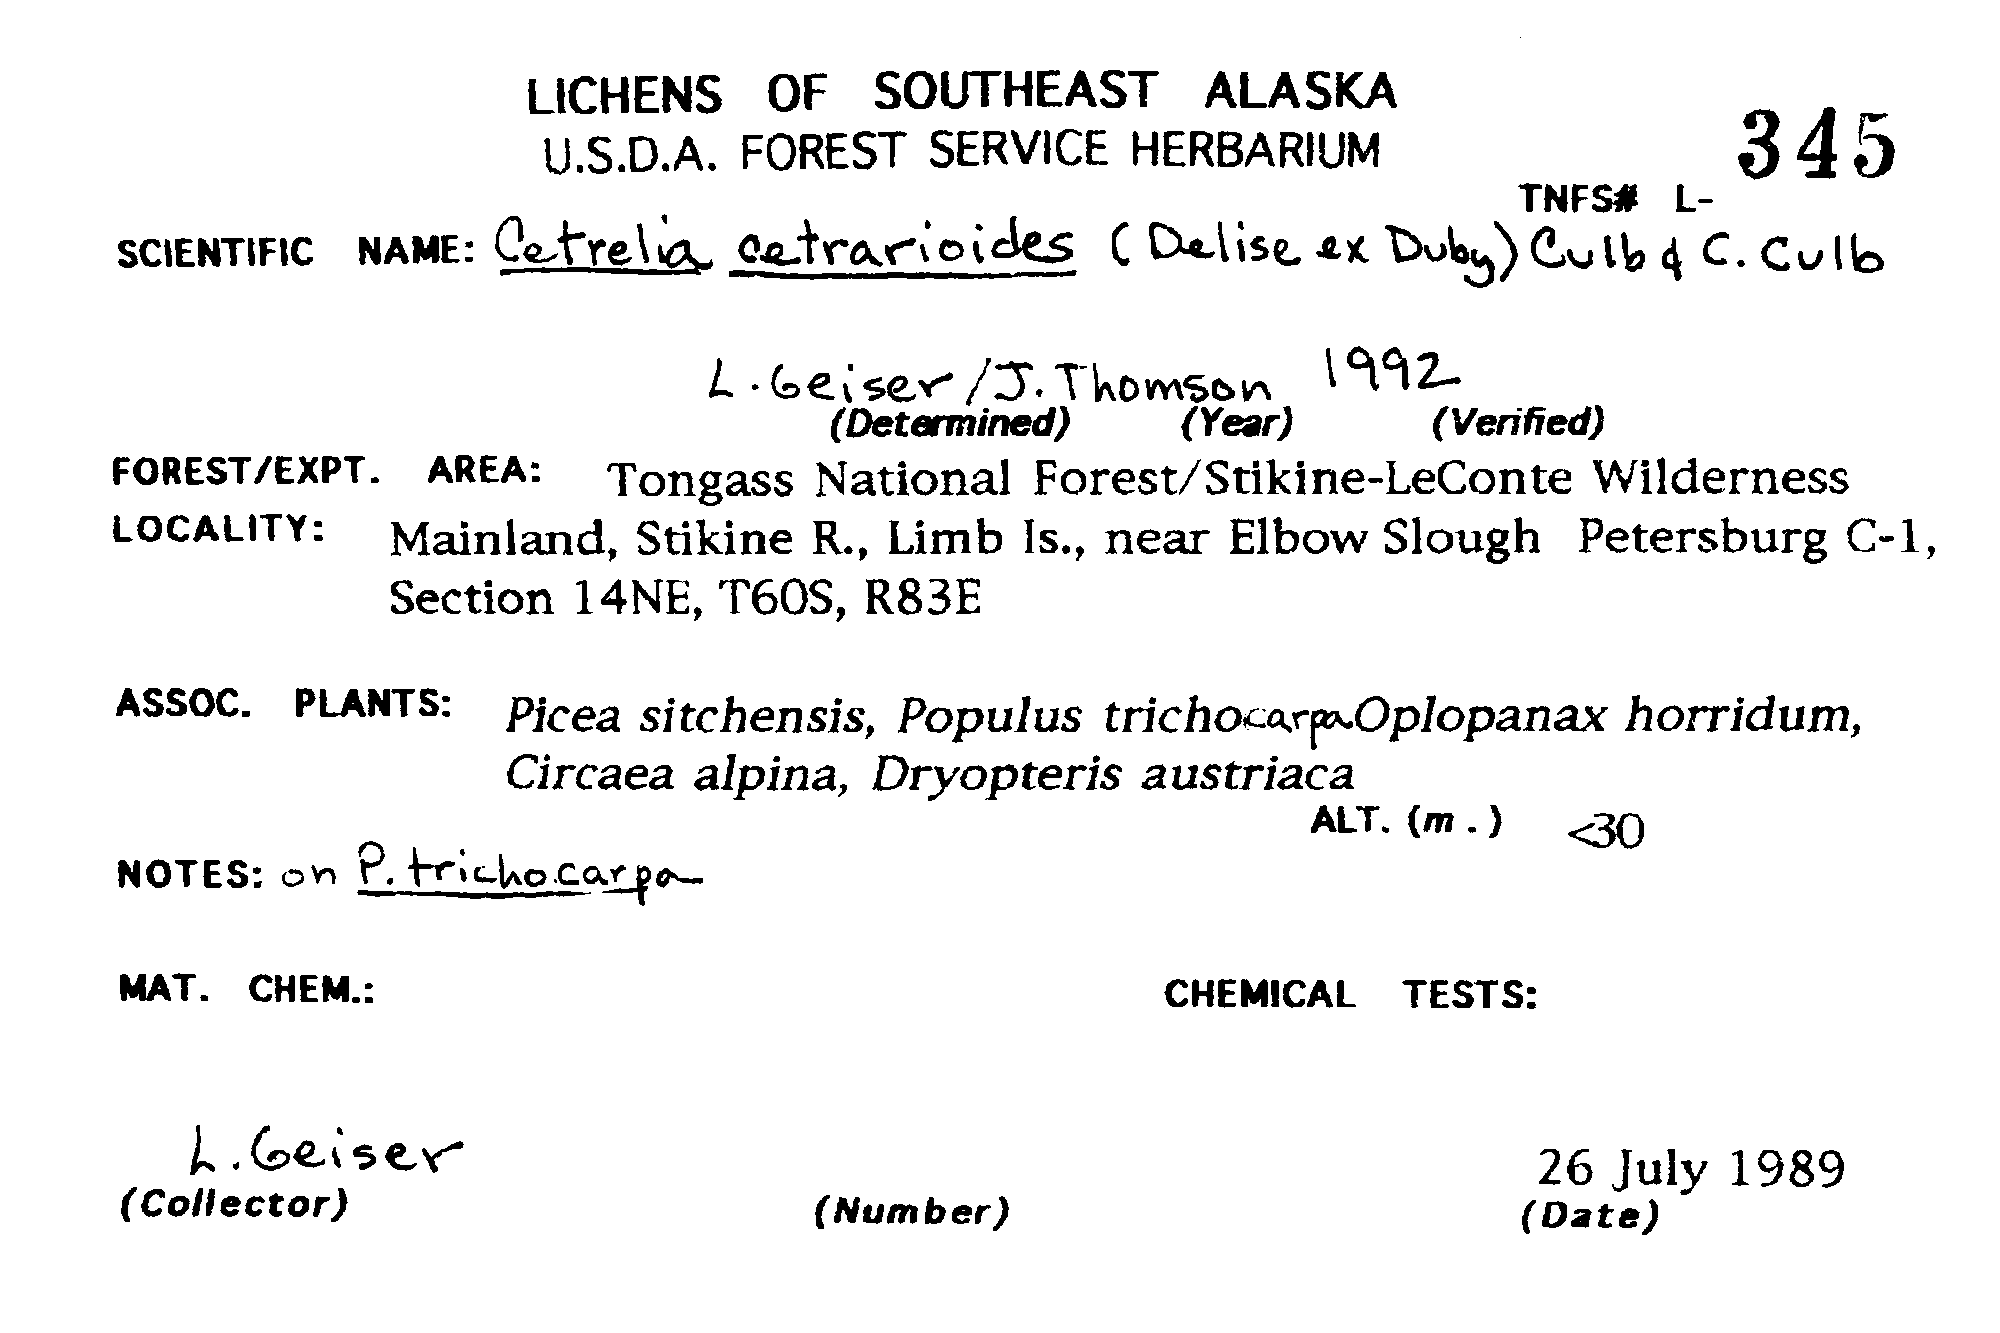 LICHENS OF SOUTHEAST ALASKA
U.S.D.A. FOREST SERVICE HERBARIUM
345
TNFS# L-
SCIENTIFIC NAME: Cetrelia cetrarioides (Delise ex Duby) Culb & C. Culb
L. Geiser / J. Thomson 1992
(Determined) (Year) (Verified)
FOREST/EXPT. AREA: Tongass National Forest/Stikine-LeConte Wilderness
LOCALITY: Mainland, Stikine R., Limb Is., near Elbow Slough Petersburg C-1,
Section 14NE, T60S, R83E
ASSOC. PLANTS: Picea sitchensis, Populus trichocarpa Oplopanax horridum,
Circaea alpina, Dryopteris austriaca
ALT. (m.) <30
NOTES: on P. trichocarpa
MAT. CHEM.: CHEMICAL TESTS:
L. Geiser 26 July 1989
(Collector) (Number) (Date)